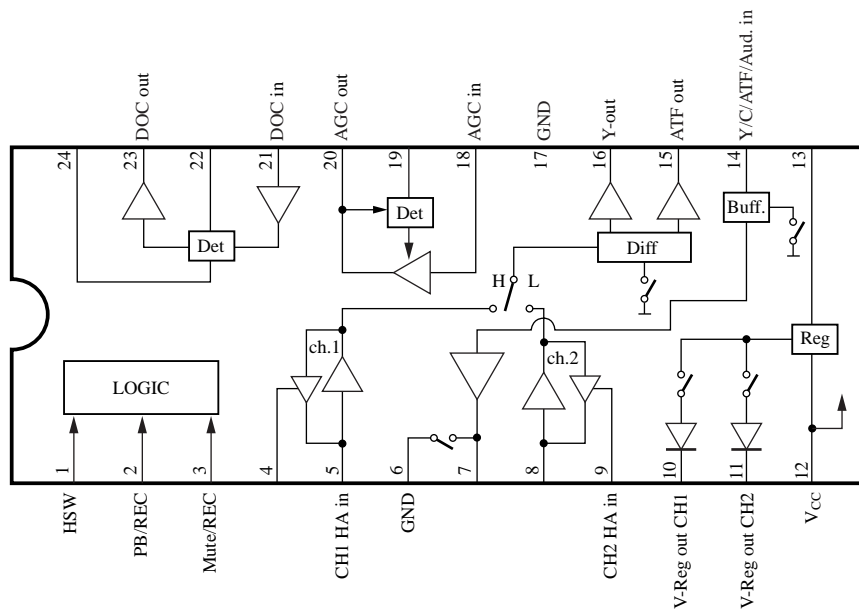 DOC out
DOC in
AGC out
AGC in
GND
Y-out
ATF out
Y/C/ATF/Aud. in
24
23
22
21
20
19
18
17
16
15
14
13
Det
Det
Diff
Buff.
H
L
ch.1
ch.2
Reg
LOGIC
1
2
3
4
5
6
7
8
9
10
11
12
HSW
PB/REC
Mute/REC
CH1 HA in
GND
CH2 HA in
V-Reg out CH1
V-Reg out CH2
VCC